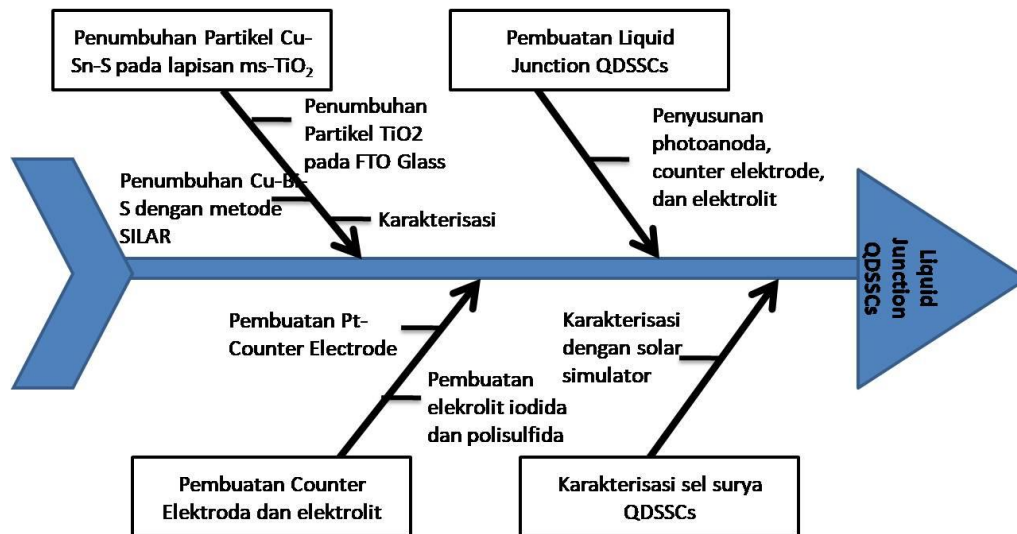 Penumbuhan Partikel Cu-
Sn-S pada lapisan ms-TiO₂
Pembuatan Liquid
Junction QDSSCs
Penumbuhan
Partikel TiO2
pada FTO Glass
Penyusunan
photoanoda,
counter elektrode,
dan elektrolit
Penumbuhan Cu-Bi-
S dengan metode
SILAR
Karakterisasi
Liquid
Junction
QDSSCs
Pembuatan Pt-
Counter Electrode
Karakterisasi
dengan solar
simulator
Pembuatan
elekrolit iodida
dan polisulfida
Pembuatan Counter
Elektroda dan elektrolit
Karakterisasi sel surya
QDSSCs